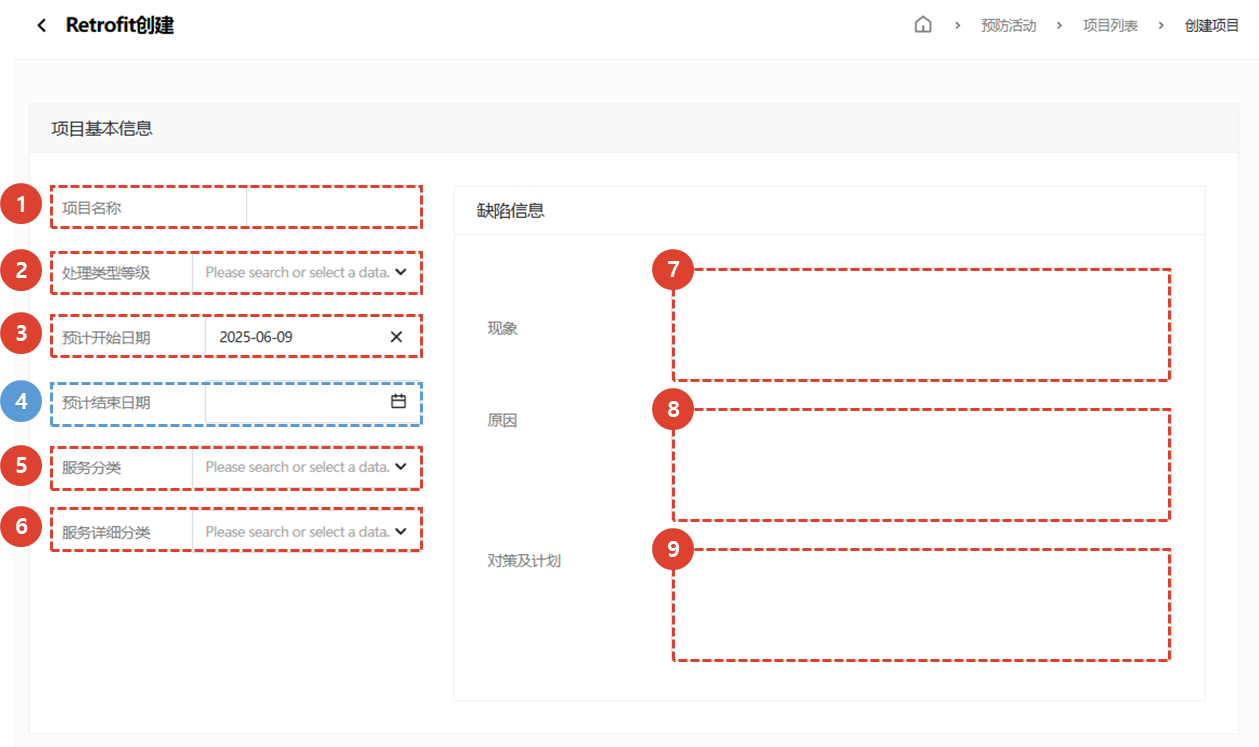 Retrofit创建
预防活动 › 项目列表 › 创建项目
项目基本信息
1 项目名称
2 处理类型等级 Please search or select a data.
3 预计开始日期 2025-06-09
4 预计结束日期
5 服务分类 Please search or select a data.
6 服务详细分类 Please search or select a data.
缺陷信息
7
现象
8
原因
9
对策及计划